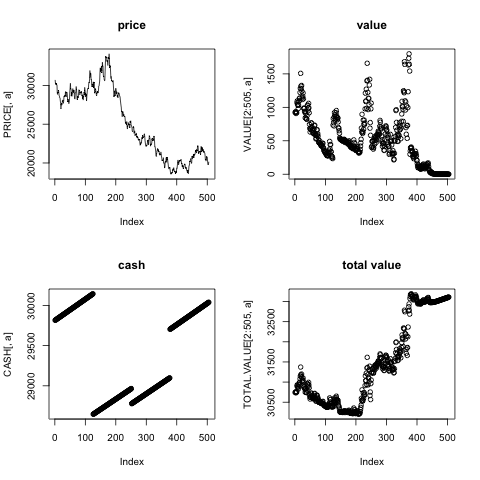 price
PRICE[, a]
20000 25000 30000
0 100 200 300 400 500
Index
value
VALUE[2:505, a]
0 500 1000 1500
0 100 200 300 400 500
Index
cash
CASH[, a]
29000 29500 30000
0 100 200 300 400 500
Index
total value
TOTAL.VALUE[2:505, a]
30500 31500 32500
0 100 200 300 400 500
Index